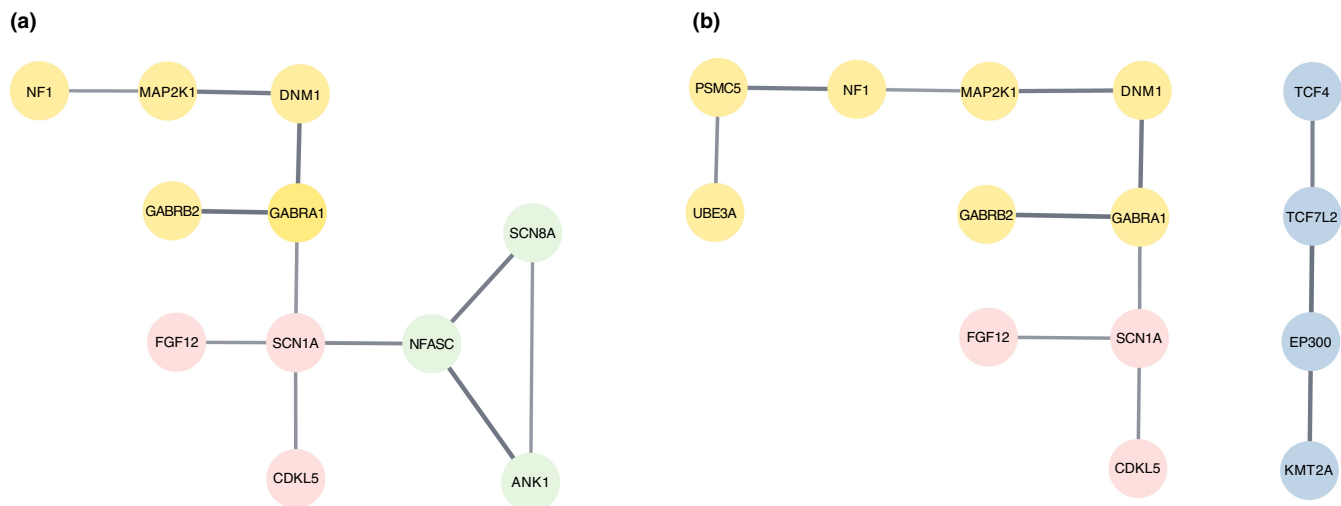 (a)
NF1
MAP2K1
DNM1
GABRB2
GABRA1
SCN8A
FGF12
SCN1A
NFASC
CDKL5
ANK1
(b)
PSMC5
NF1
MAP2K1
DNM1
TCF4
UBE3A
GABRB2
GABRA1
TCF7L2
FGF12
SCN1A
EP300
CDKL5
KMT2A